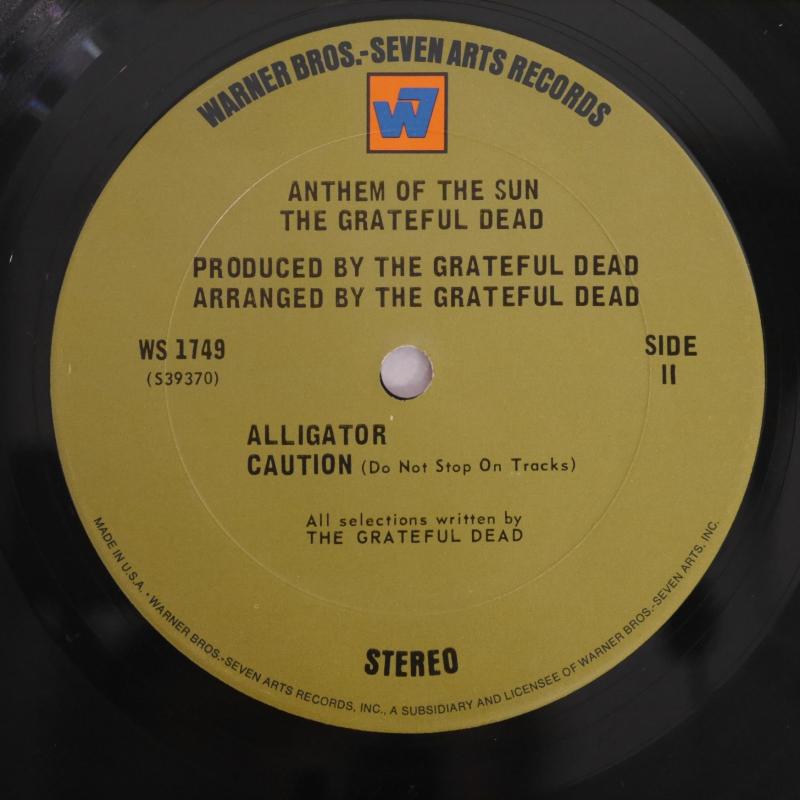 WARNER BROS.-SEVEN ARTS RECORDS
W7
ANTHEM OF THE SUN
THE GRATEFUL DEAD
PRODUCED BY THE GRATEFUL DEAD
ARRANGED BY THE GRATEFUL DEAD
WS 1749
(S39370)
SIDE
II
ALLIGATOR
CAUTION (Do Not Stop On Tracks)
All selections written by
THE GRATEFUL DEAD
STEREO
MADE IN U.S.A. • WARNER BROS.-SEVEN ARTS RECORDS, INC., A SUBSIDIARY AND LICENSEE OF WARNER BROS.-SEVEN ARTS, INC.